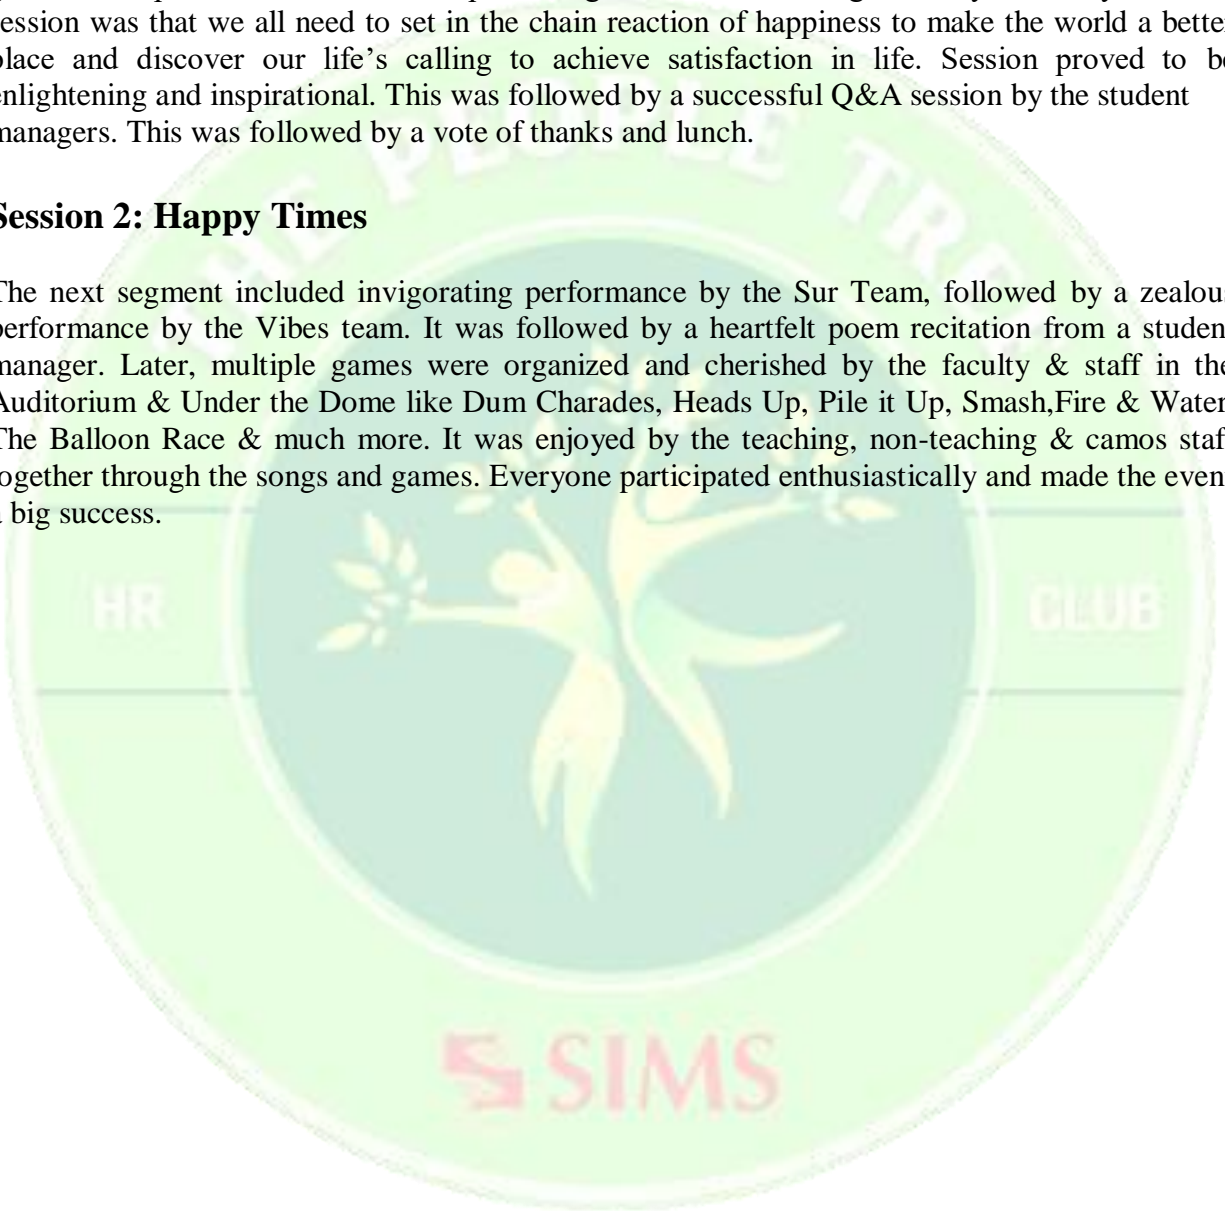 session was that we all need to set in the chain reaction of happiness to make the world a better
place and discover our life’s calling to achieve satisfaction in life. Session proved to be
enlightening and inspirational. This was followed by a successful Q&A session by the student
managers. This was followed by a vote of thanks and lunch.
Session 2: Happy Times
The next segment included invigorating performance by the Sur Team, followed by a zealous
performance by the Vibes team. It was followed by a heartfelt poem recitation from a student
manager. Later, multiple games were organized and cherished by the faculty & staff in the
Auditorium & Under the Dome like Dum Charades, Heads Up, Pile it Up, Smash,Fire & Water
The Balloon Race & much more. It was enjoyed by the teaching, non-teaching & camos staff
together through the songs and games. Everyone participated enthusiastically and made the event
a big success.
THE PEOPLE TREE
HR CLUB
SIMS